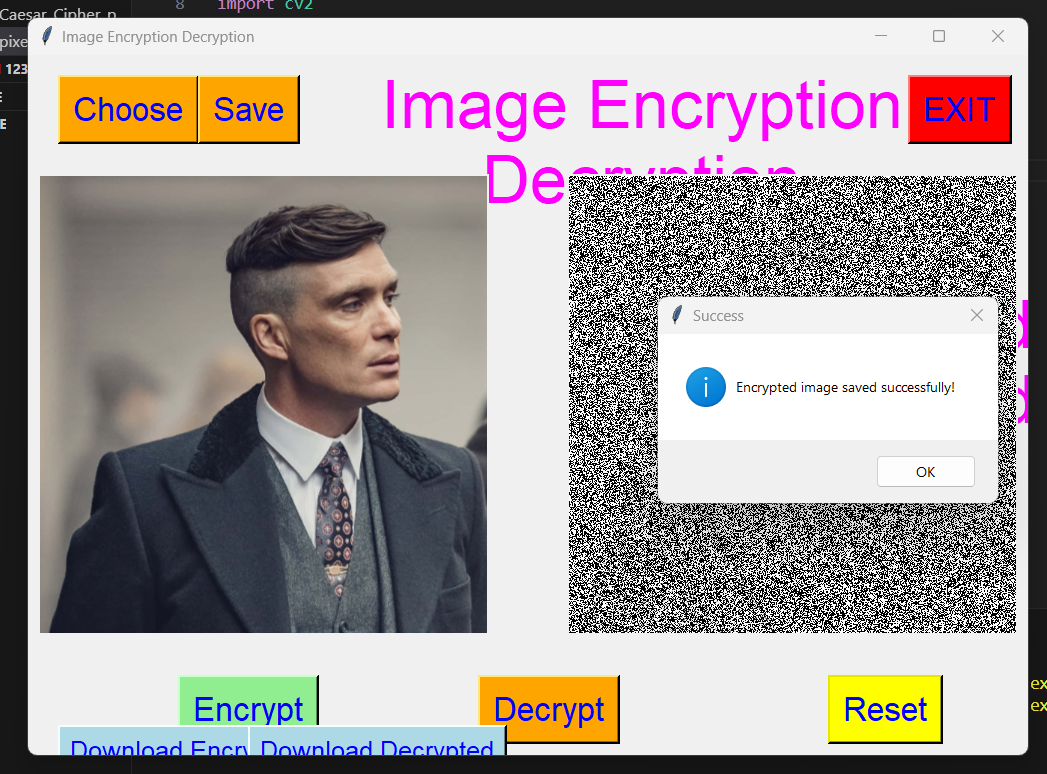 Caesar_Cipher_p
8 import cv2
pixe
123
E
E
Image Encryption Decryption
Choose
Save
Image Encryption
Decryption
EXIT
d
d
Success
Encrypted image saved successfully!
OK
Encrypt
Decrypt
Reset
Download Encry
Download Decrypted
ex
ex